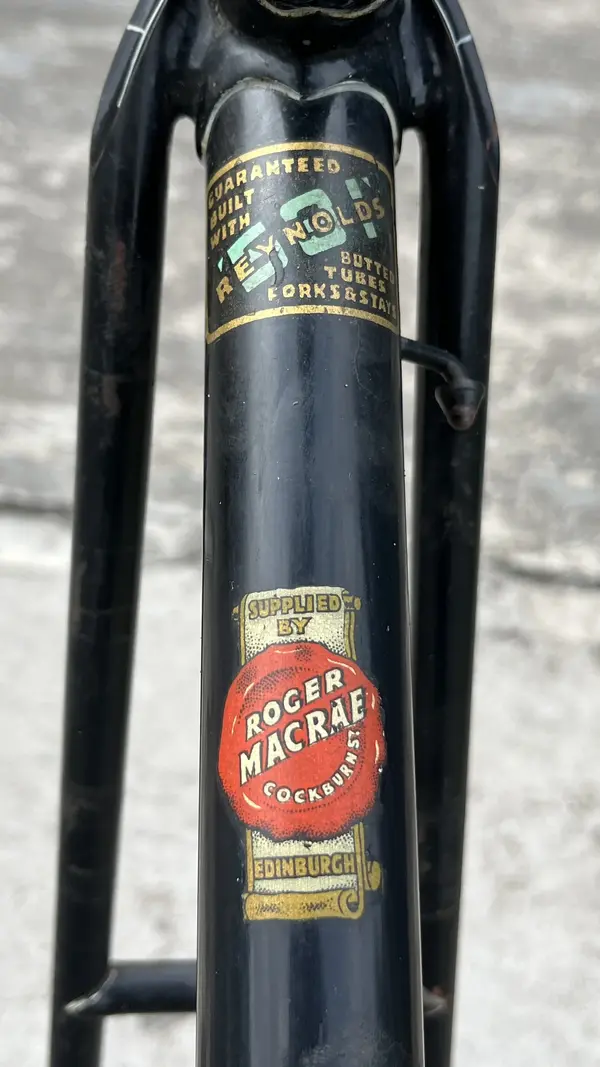 GUARANTEED
BUILT
WITH
"531"
REYNOLDS
BUTTED
TUBES
FORKS & STAYS
SUPPLIED
BY
ROGER
MACRAE
COCKBURN ST.
EDINBURGH